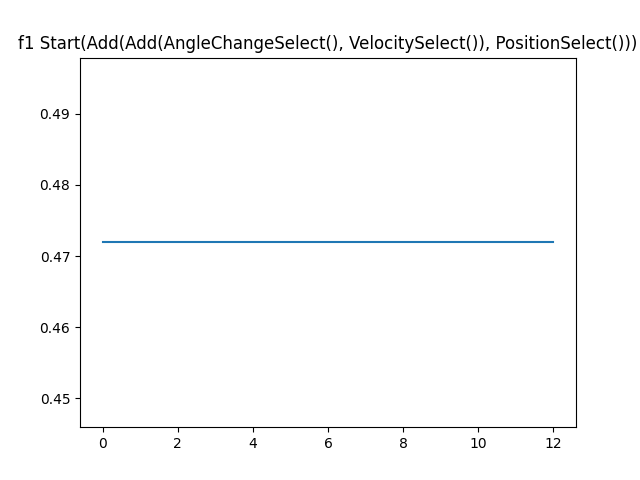 f1 Start(Add(Add(AngleChangeSelect(), VelocitySelect()), PositionSelect()))
0.49
0.48
0.47
0.46
0.45
0 2 4 6 8 10 12